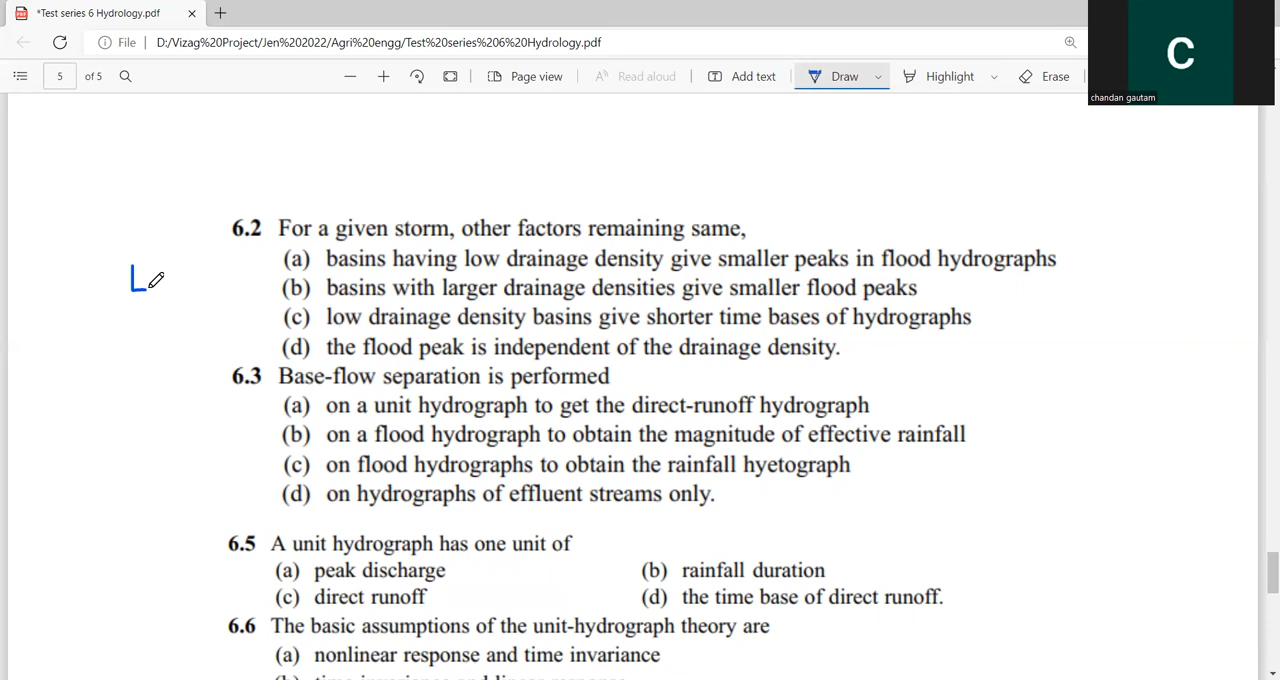 *Test series 6 Hydrology.pdf
File D:/Vizag%20Project/Jen%202022/Agri%20engg/Test%20series%206%20Hydrology.pdf
C
chandan gautam
5 of 5 Page view Read aloud Add text Draw Highlight Erase
6.2 For a given storm, other factors remaining same,
(a) basins having low drainage density give smaller peaks in flood hydrographs
L
(b) basins with larger drainage densities give smaller flood peaks
(c) low drainage density basins give shorter time bases of hydrographs
(d) the flood peak is independent of the drainage density.
6.3 Base-flow separation is performed
(a) on a unit hydrograph to get the direct-runoff hydrograph
(b) on a flood hydrograph to obtain the magnitude of effective rainfall
(c) on flood hydrographs to obtain the rainfall hyetograph
(d) on hydrographs of effluent streams only.
6.5 A unit hydrograph has one unit of
(a) peak discharge (b) rainfall duration
(c) direct runoff (d) the time base of direct runoff.
6.6 The basic assumptions of the unit-hydrograph theory are
(a) nonlinear response and time invariance